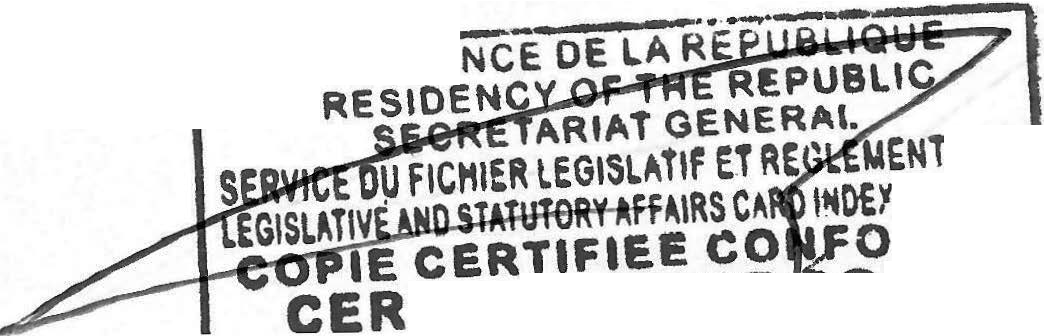 NCE DE LA REPUBLIQUE
RESIDENCY OF THE REPUBLIC
SECRETARIAT GENERAL
SERVICE DU FICHIER LEGISLATIF ET REGLEMENT
LEGISLATIVE AND STATUTORY AFFAIRS CARD INDEX
COPIE CERTIFIEE CONFO
CER